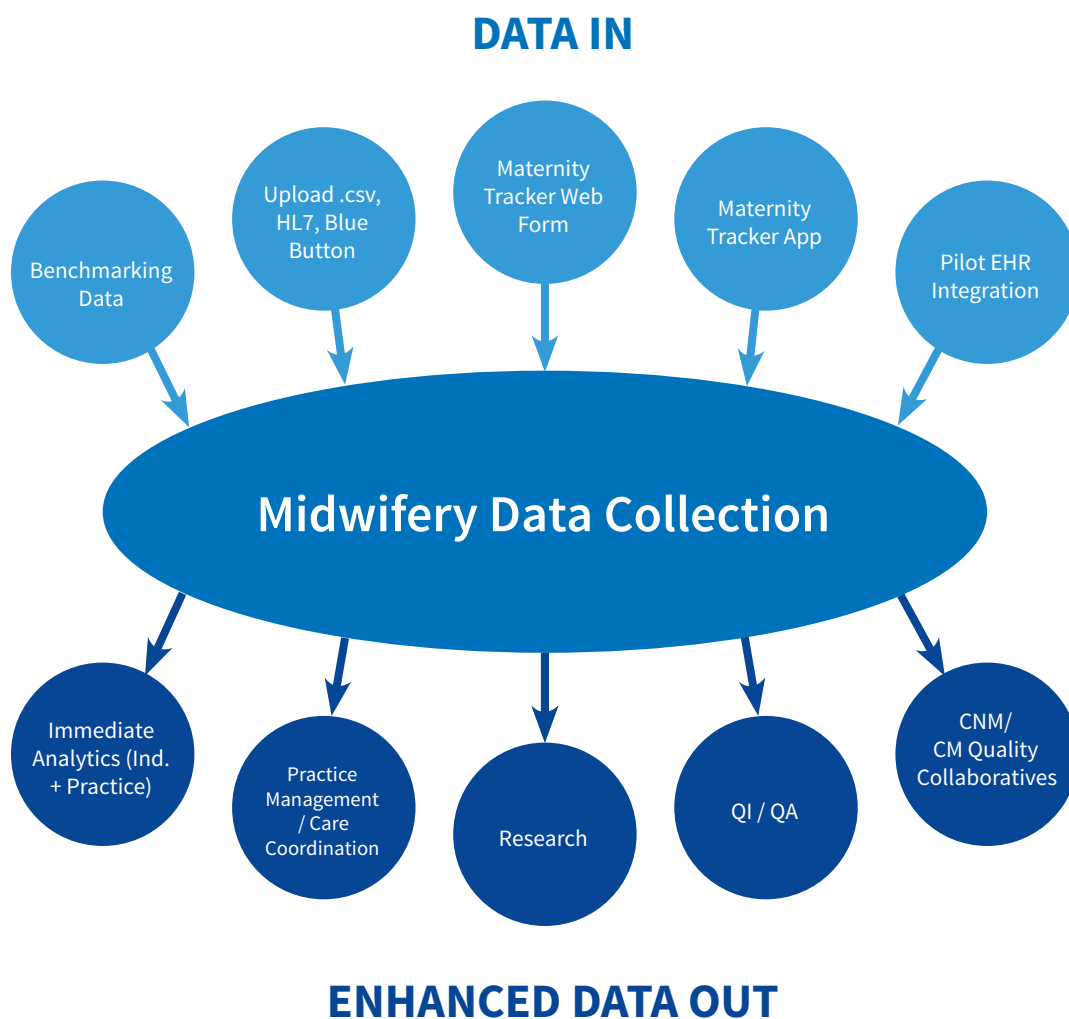 DATA IN
Benchmarking
Data
Upload .csv,
HL7, Blue
Button
Maternity
Tracker Web
Form
Maternity
Tracker App
Pilot EHR
Integration
Midwifery Data Collection
Immediate
Analytics (Ind.
+ Practice)
Practice
Management
/ Care
Coordination
Research
QI / QA
CNM/
CM Quality
Collaboratives
ENHANCED DATA OUT